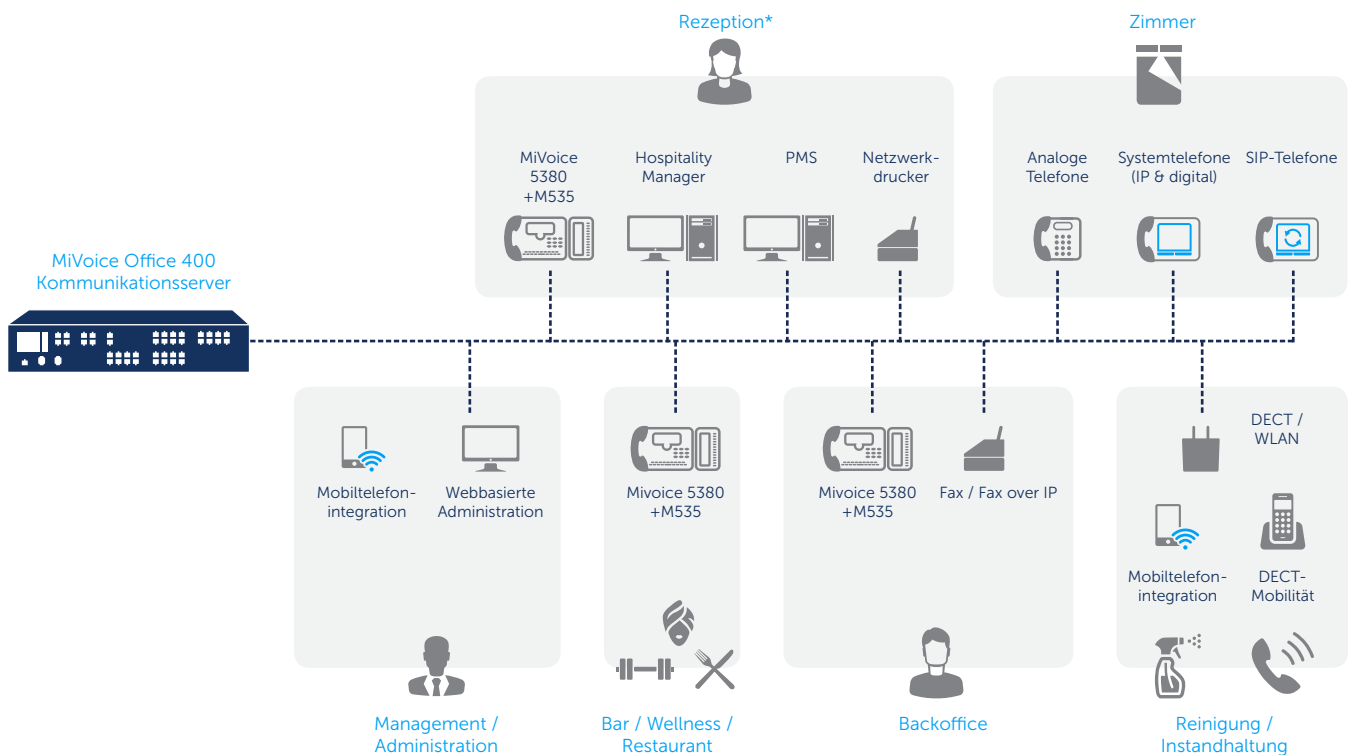 Rezeption*
Zimmer
MiVoice
5380
+M535
Hospitality
Manager
PMS
Netzwerk-
drucker
Analoge
Telefone
Systemtelefone
(IP & digital)
SIP-Telefone
MiVoice Office 400
Kommunikationsserver
Mobiltelefon-
integration
Webbasierte
Administration
Mivoice 5380
+M535
Mivoice 5380
+M535
Fax / Fax over IP
DECT /
WLAN
Mobiltelefon-
integration
DECT-
Mobilität
Management /
Administration
Bar / Wellness /
Restaurant
Backoffice
Reinigung /
Instandhaltung